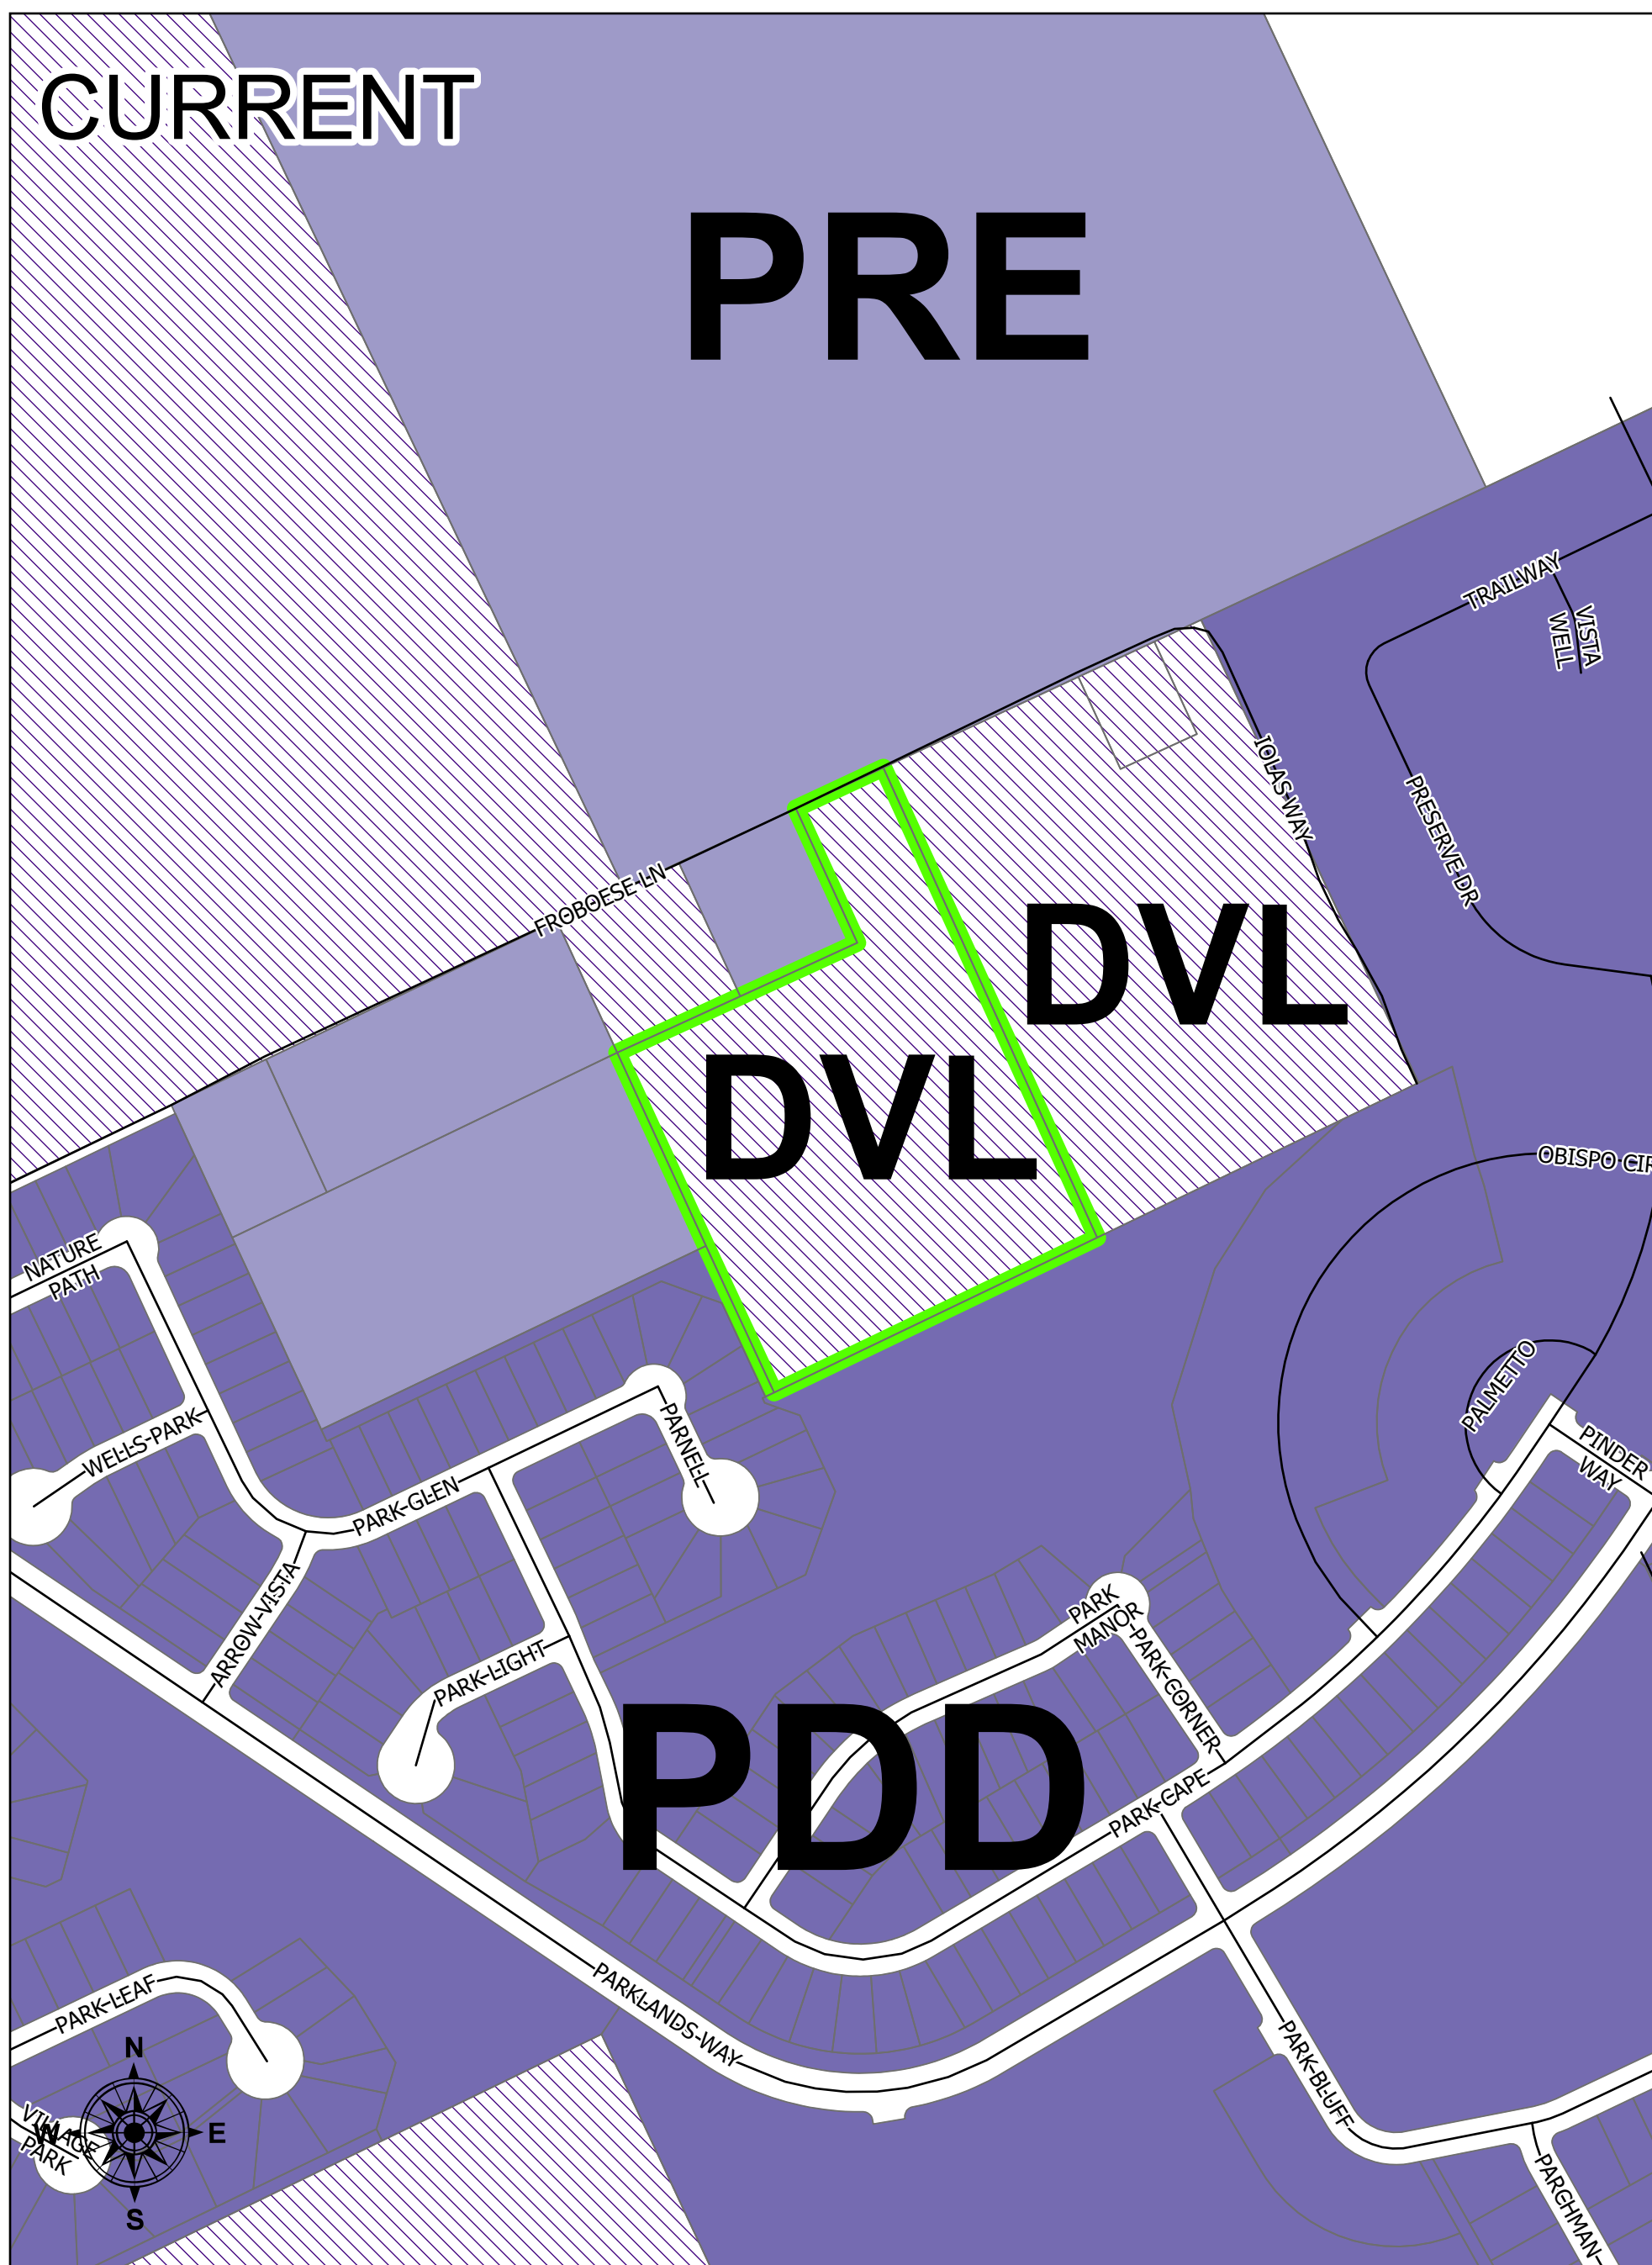 CURRENT
PRE
TRAILWAY
VISTA
WELL
IOLAS WAY
PRESERVE DR
FROBOESE LN
DVL
DVL
OBISPO CIR
NATURE
PATH
PALMETTO
WELLS PARK
PARK GLEN
PARNELL
PINDER
WAY
ARROW VISTA
PARK LIGHT
PARK
MANOR
PARK CORNER
PDD
PARK CAPE
PARK LEAF
PARKLANDS WAY
PARK BLUFF
N
W
E
S
VILLAGE
PARK
PARCHMAN